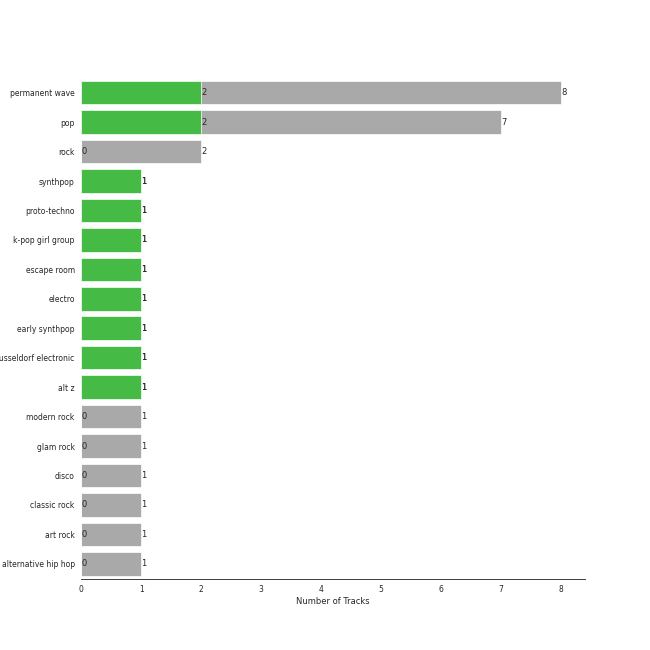 permanent wave 2 8
pop 2 7
rock 0 2
synthpop 1
proto-techno 1
k-pop girl group 1
escape room 1
electro 1
early synthpop 1
usseldorf electronic 1
alt z 1
modern rock 0 1
glam rock 0 1
disco 0 1
classic rock 0 1
art rock 0 1
alternative hip hop 0 1
0 1 2 3 4 5 6 7 8
Number of Tracks